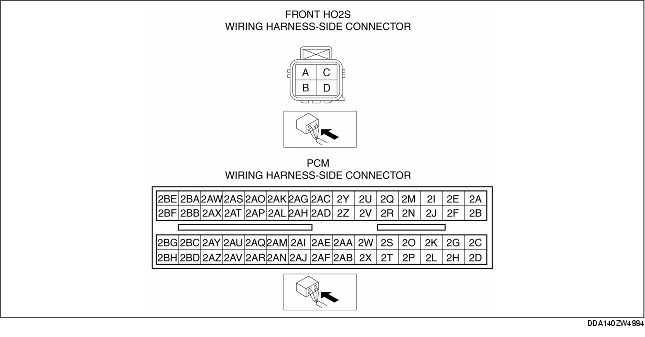 FRONT HO2S
WIRING HARNESS-SIDE CONNECTOR
A C
B D
PCM
WIRING HARNESS-SIDE CONNECTOR
2BE 2BA 2AW 2AS 2AO 2AK 2AG 2AC 2Y 2U 2Q 2M 2I 2E 2A
2BF 2BB 2AX 2AT 2AP 2AL 2AH 2AD 2Z 2V 2R 2N 2J 2F 2B
2BG 2BC 2AY 2AU 2AQ 2AM 2AI 2AE 2AA 2W 2S 2O 2K 2G 2C
2BH 2BD 2AZ 2AV 2AR 2AN 2AJ 2AF 2AB 2X 2T 2P 2L 2H 2D
DDA140ZW4884